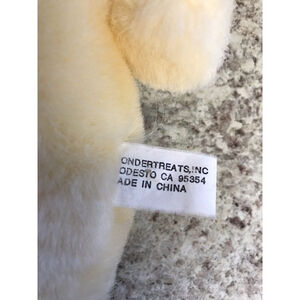 ONDERTREATS,INC
ODESTO CA 95354
ADE IN CHINA